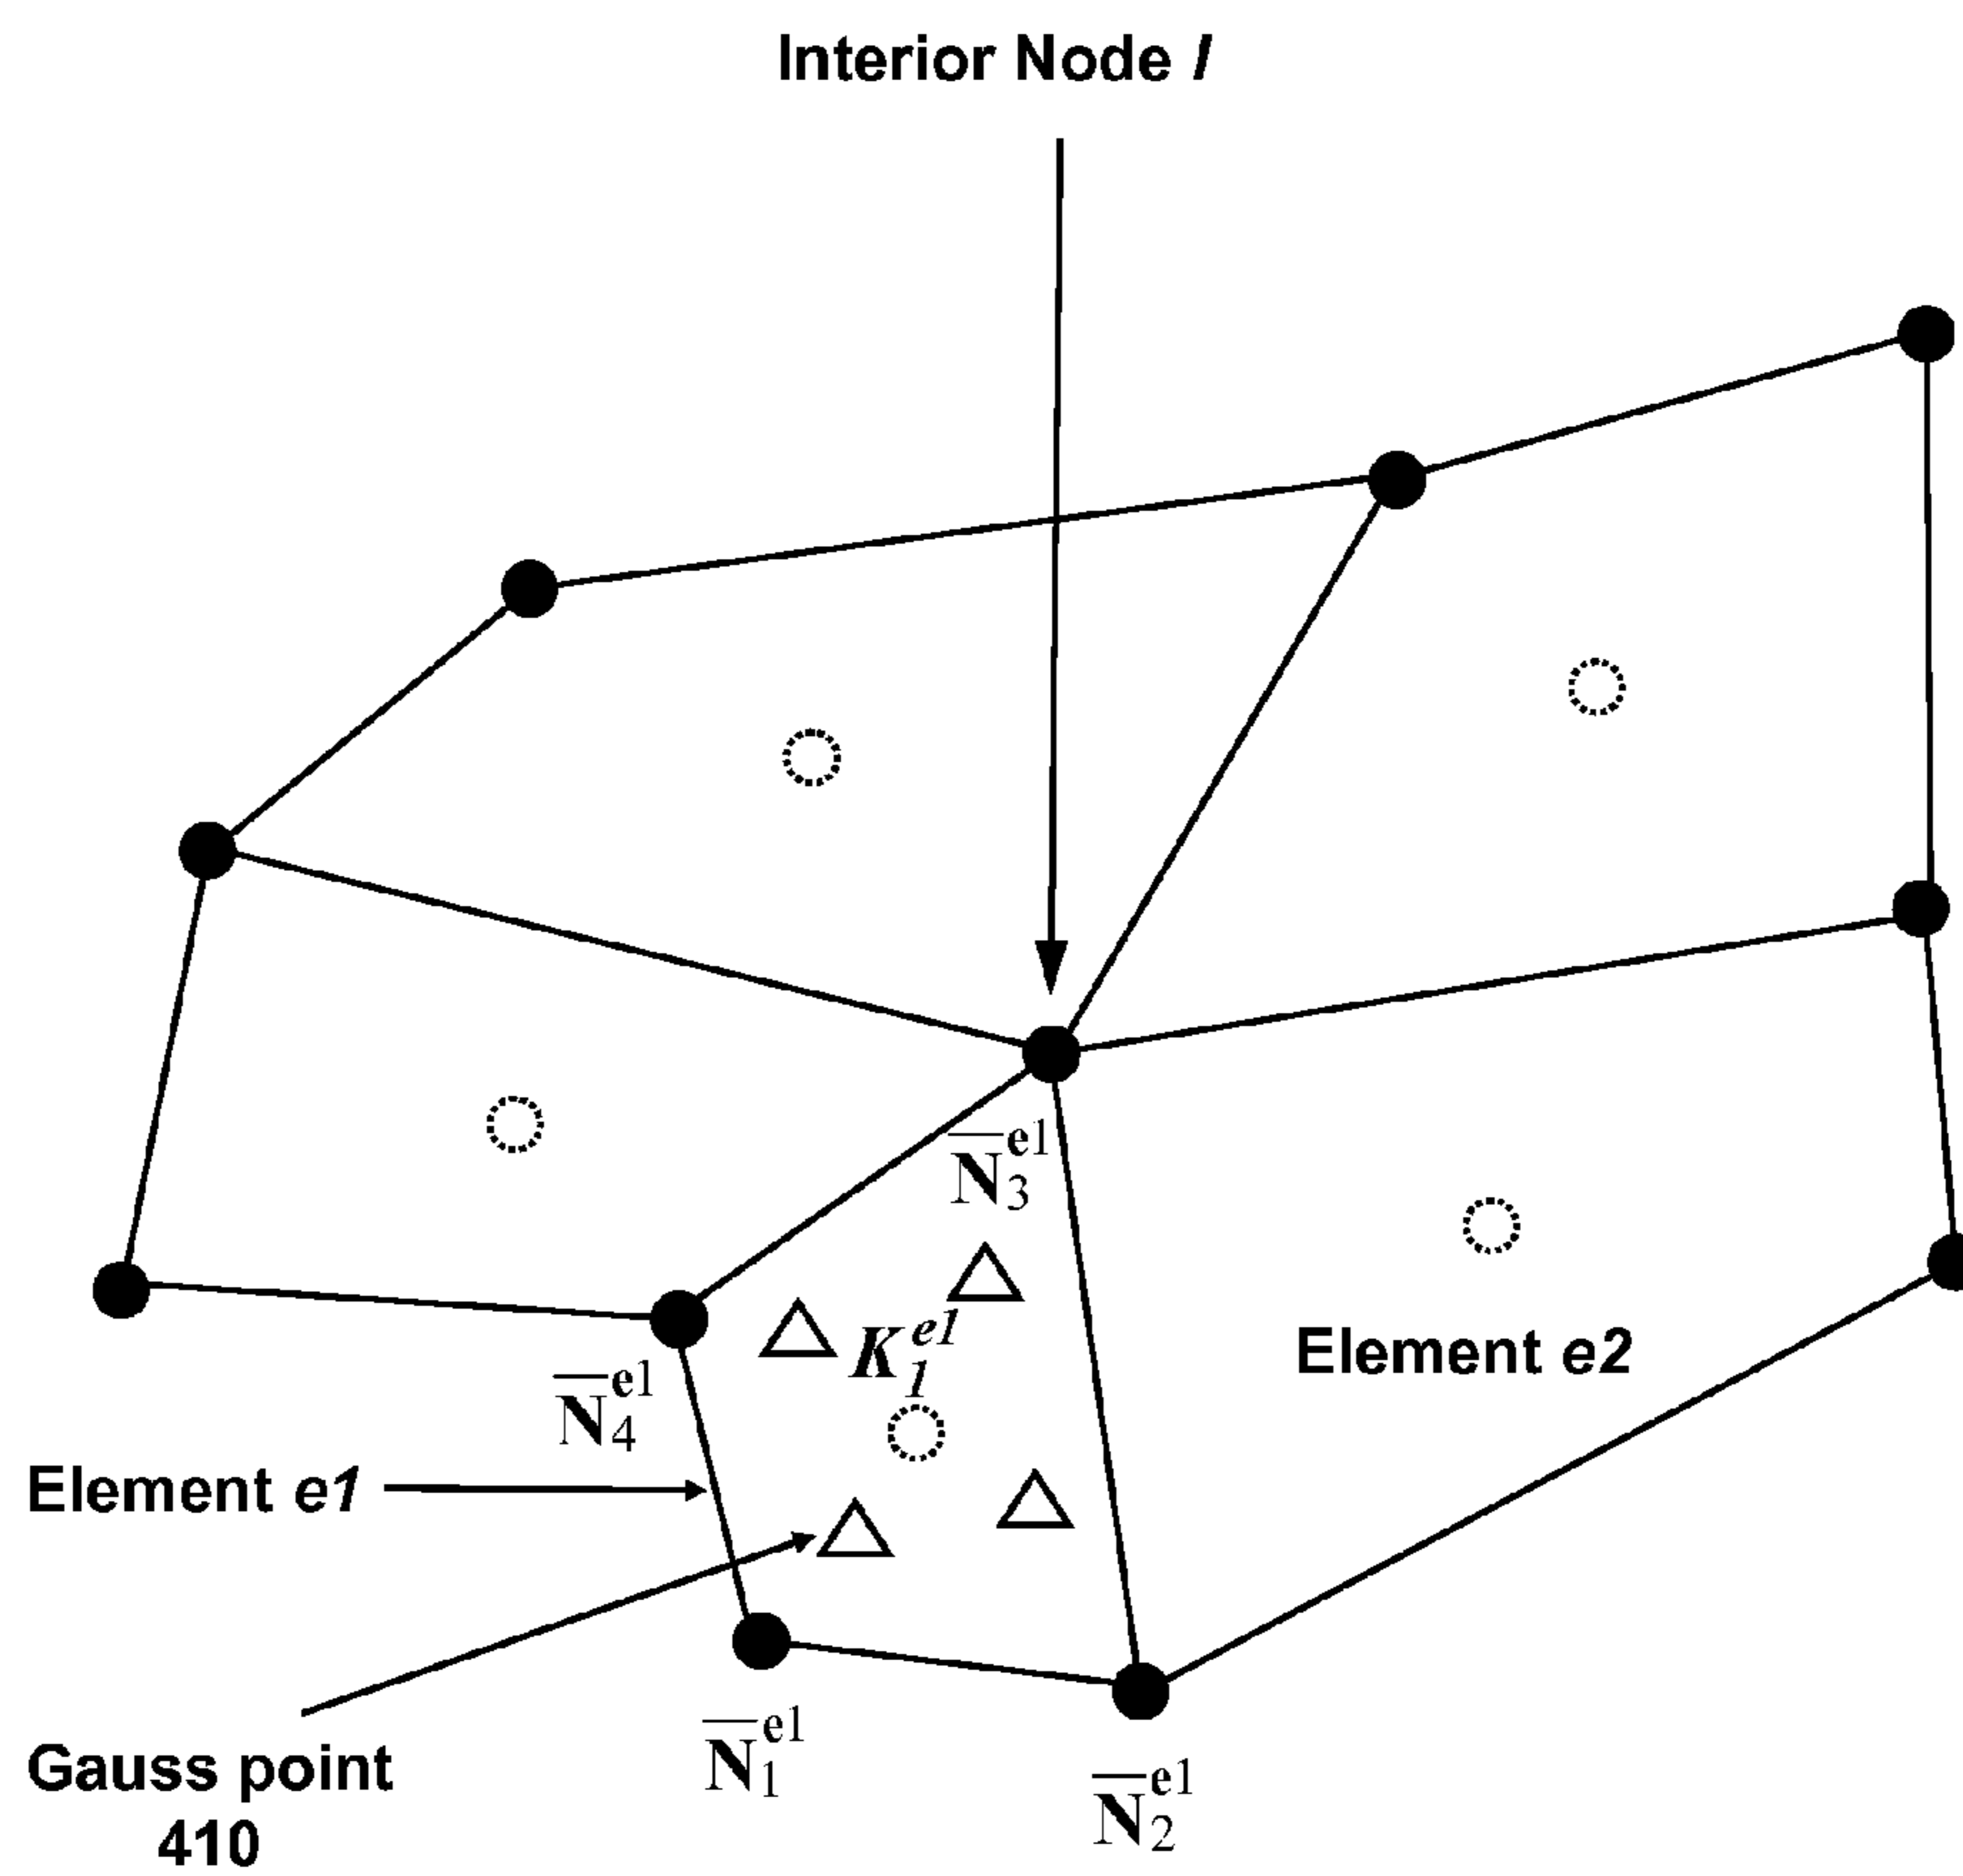 Interior Node I
N̅₃ᵉ¹
K₁ᵉ¹
Element e2
N̅₄ᵉ¹
Element e1
N̅₁ᵉ¹
Gauss point
410
N̅₂ᵉ¹